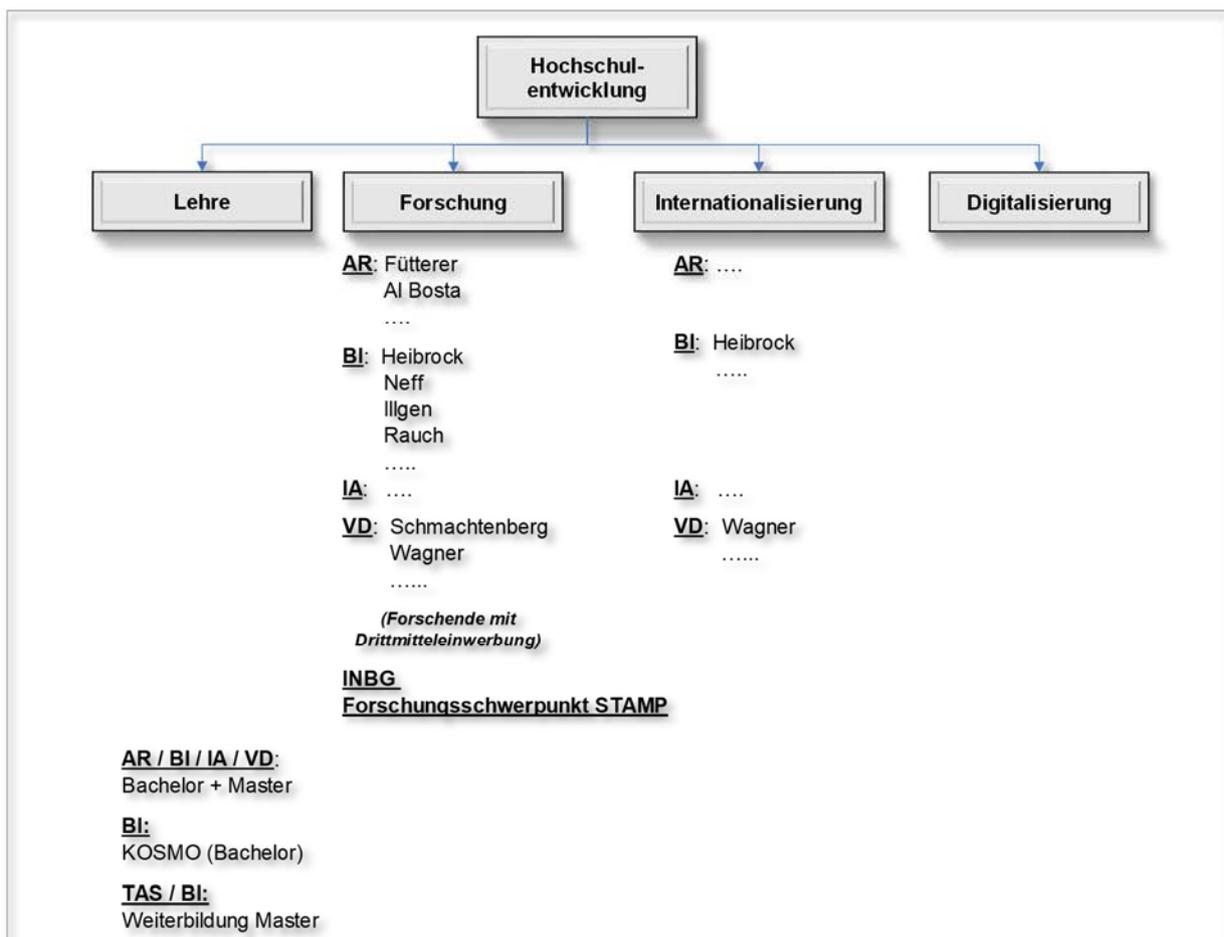 Hochschul-
entwicklung
Lehre
Forschung
Internationalisierung
Digitalisierung
AR: Fütterer
Al Bosta
….
BI: Heibrock
Neff
Illgen
Rauch
…..
IA: ….
VD: Schmachtenberg
Wagner
…...
(Forschende mit
Drittmitteleinwerbung)
INBG
Forschungsschwerpunkt STAMP
AR: ….
BI: Heibrock
…..
IA: ….
VD: Wagner
…...
AR / BI / IA / VD:
Bachelor + Master
BI:
KOSMO (Bachelor)
TAS / BI:
Weiterbildung Master